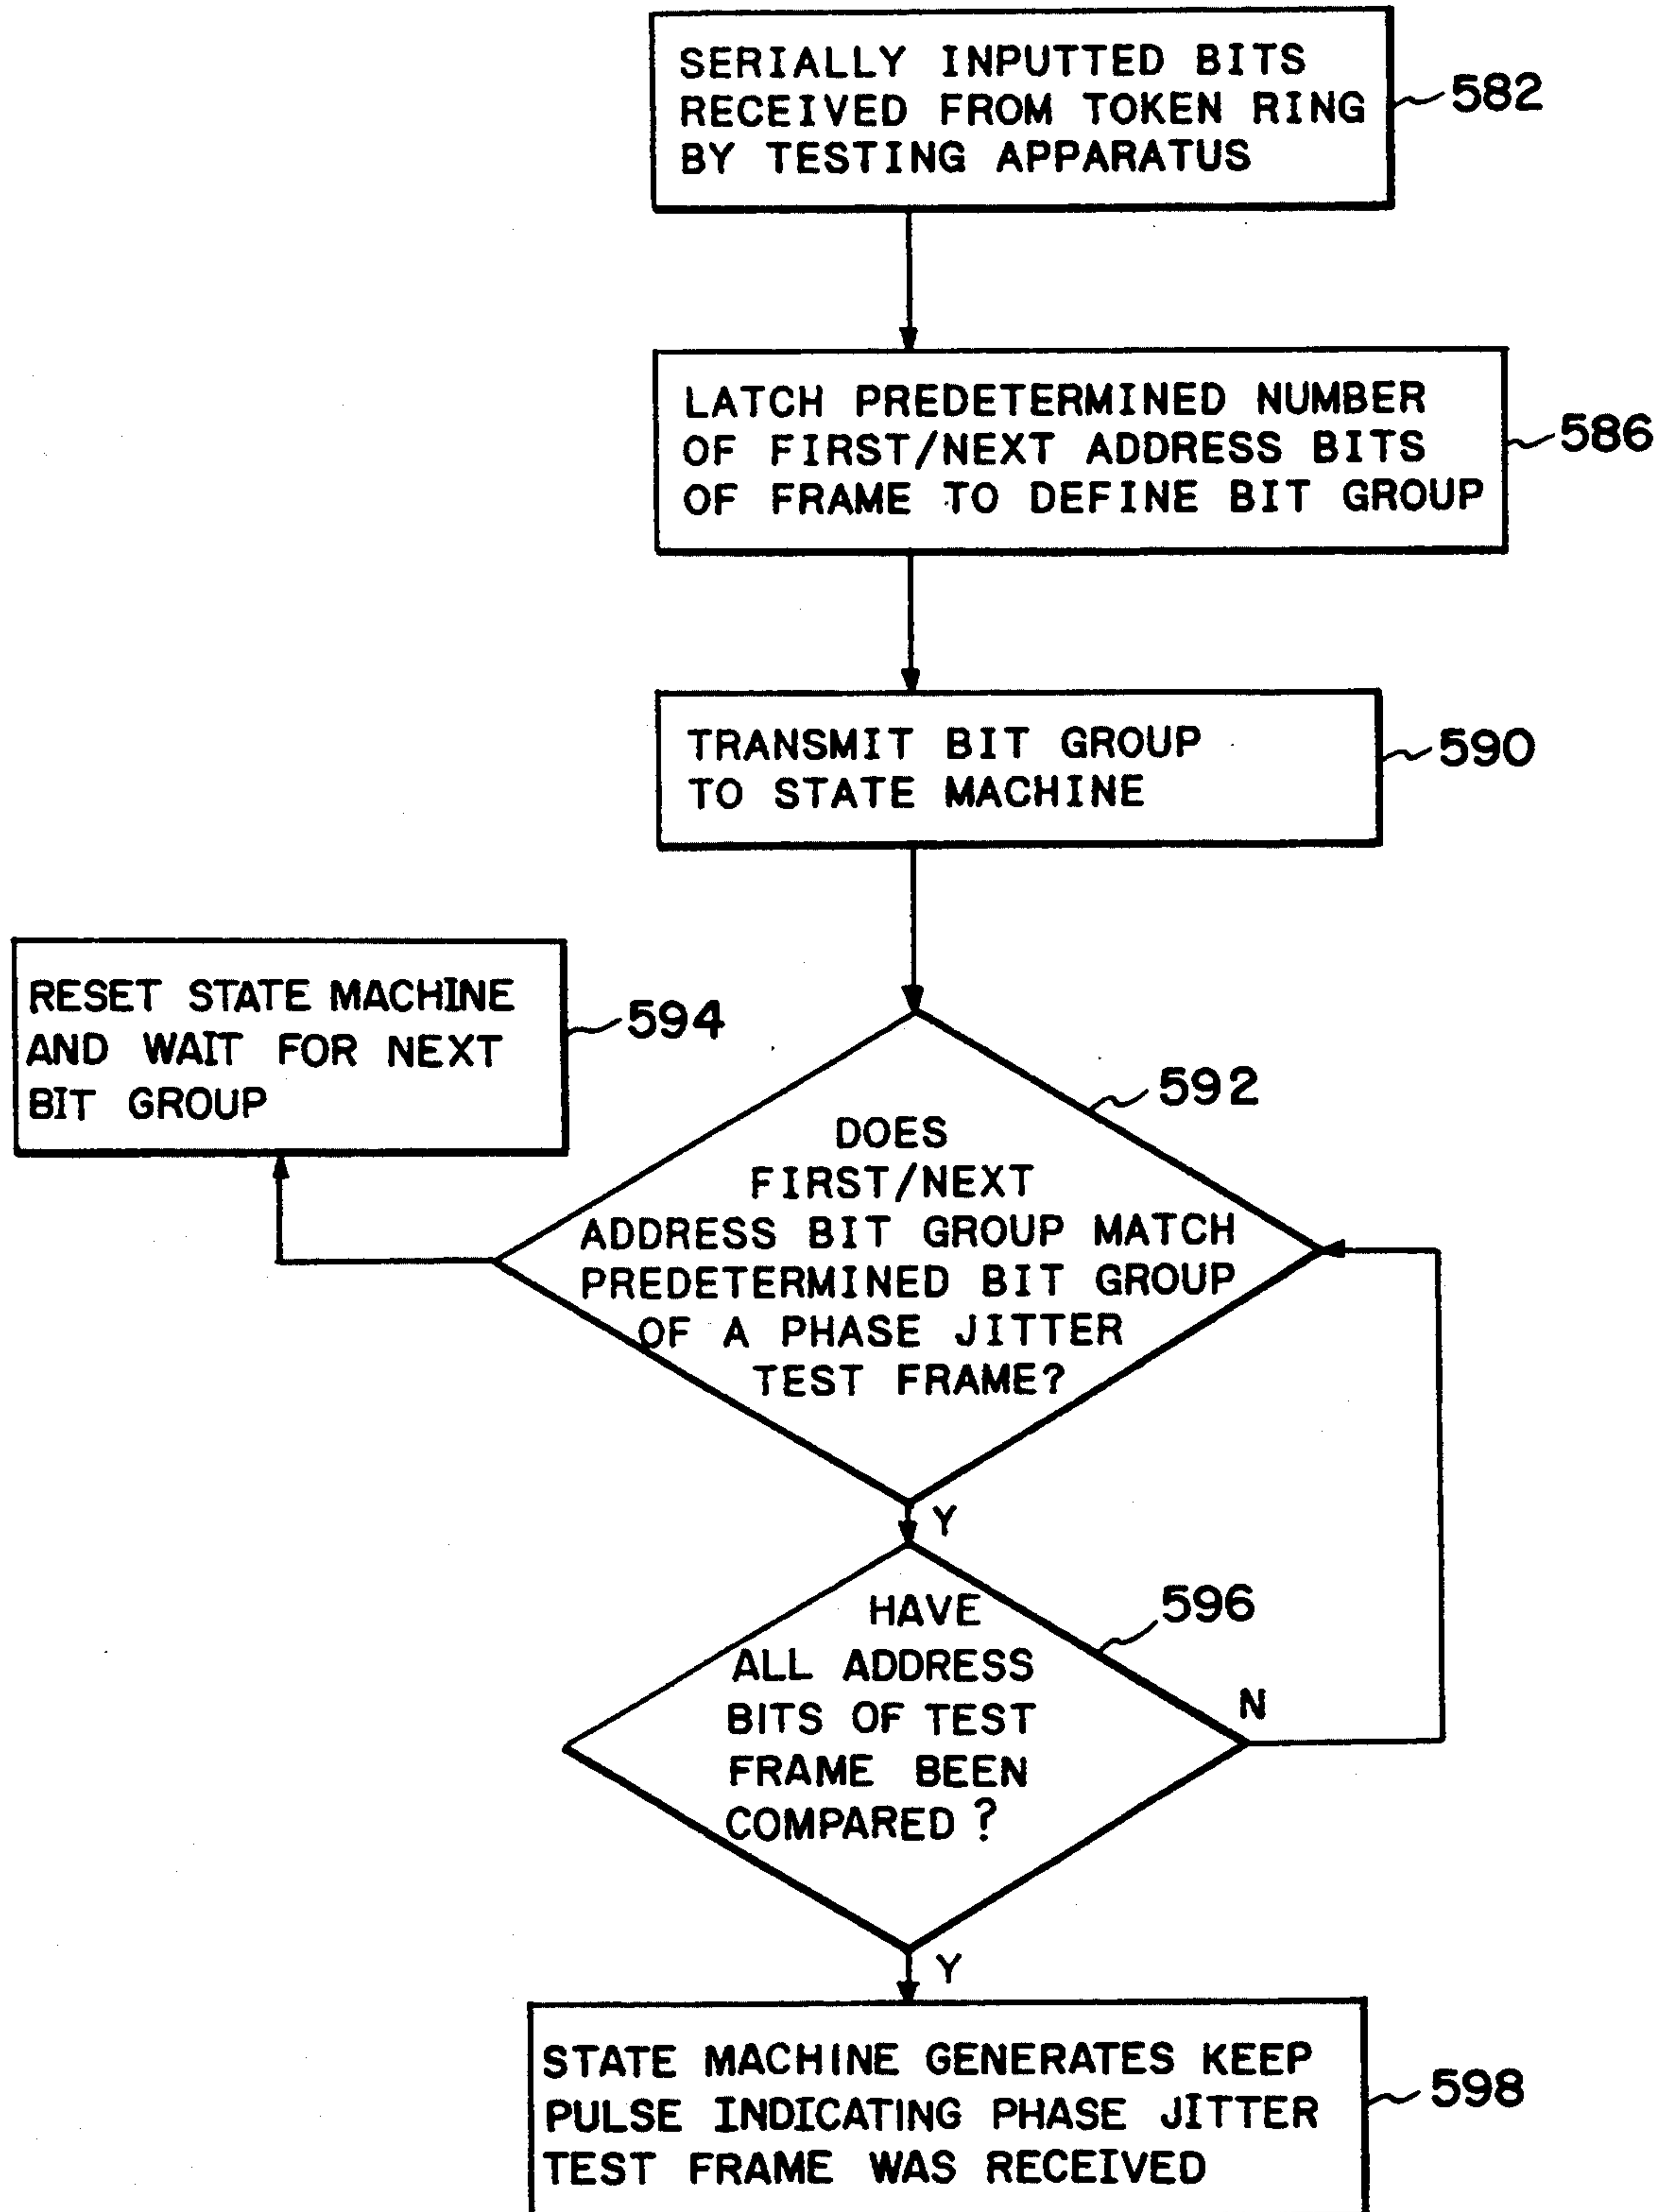 SERIALLY INPUTTED BITS
RECEIVED FROM TOKEN RING
BY TESTING APPARATUS
582
LATCH PREDETERMINED NUMBER
OF FIRST/NEXT ADDRESS BITS
OF FRAME TO DEFINE BIT GROUP
586
TRANSMIT BIT GROUP
TO STATE MACHINE
590
RESET STATE MACHINE
AND WAIT FOR NEXT
BIT GROUP
594
592
DOES
FIRST/NEXT
ADDRESS BIT GROUP MATCH
PREDETERMINED BIT GROUP
OF A PHASE JITTER
TEST FRAME?
Y
596
HAVE
ALL ADDRESS
BITS OF TEST
FRAME BEEN
COMPARED ?
N
Y
STATE MACHINE GENERATES KEEP
PULSE INDICATING PHASE JITTER
TEST FRAME WAS RECEIVED
598